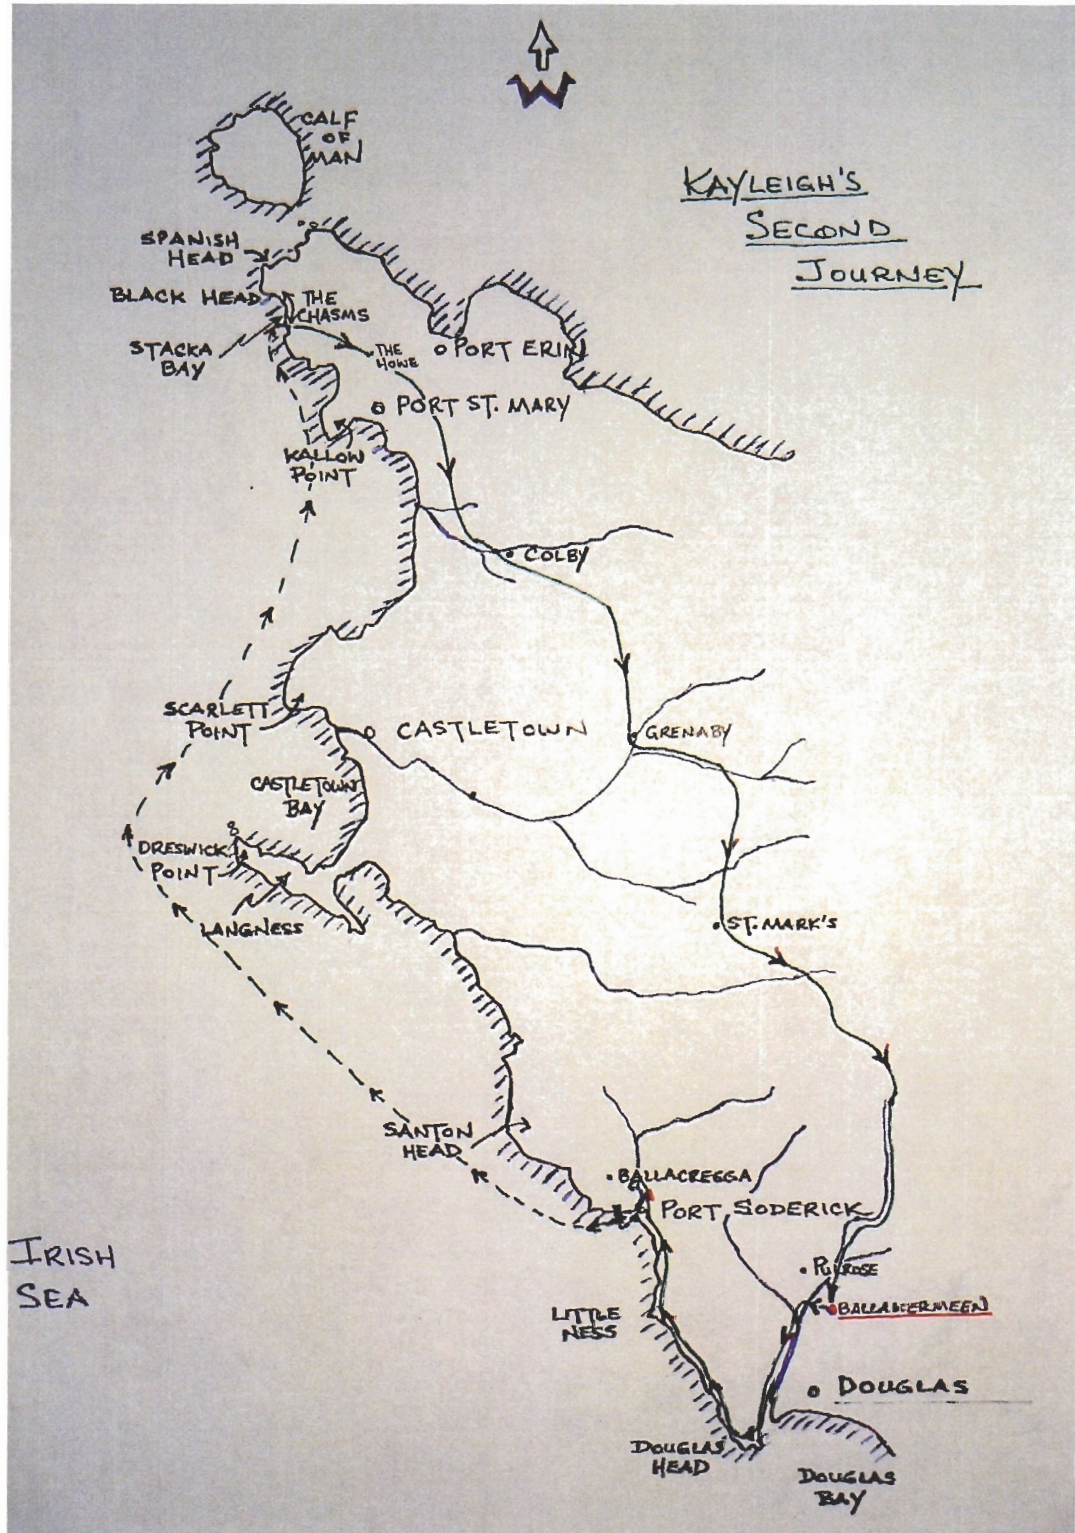 W
CALF
OF
MAN
KAYLEIGH'S
SECOND
JOURNEY
SPANISH
HEAD
BLACK HEAD
THE
CHASMS
STACKA
BAY
THE
HOWE
PORT ERIN
PORT ST. MARY
KALLOW
POINT
COLBY
SCARLETT
POINT
CASTLETOWN
GRENABY
CASTLETOWN
BAY
DRESWICK
POINT
LANGNESS
ST. MARK'S
SANTON
HEAD
BALLACREGGA
PORT SODERICK
IRISH
SEA
PULROSE
BALLAKERMEEN
LITTLE
NESS
DOUGLAS
DOUGLAS
HEAD
DOUGLAS
BAY